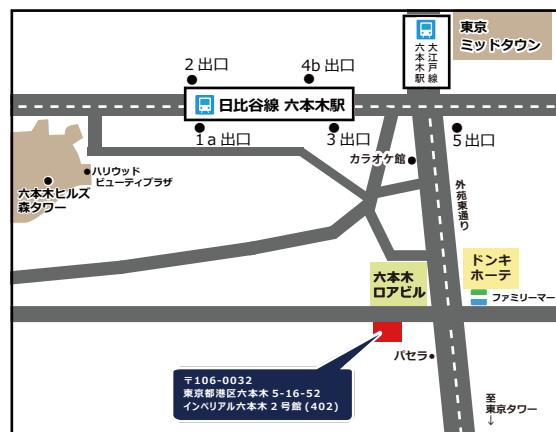 東京
ミッドタウン
大江戸線
六本木駅
2 出口
4b 出口
日比谷線 六本木駅
1a 出口
3 出口
5 出口
カラオケ館
ハリウッド
ビューティプラザ
六本木ヒルズ
森タワー
外苑東通り
六本木
ロアビル
ドンキ
ホーテ
ファミリーマー
パセラ
〒106-0032
東京都港区六本木 5-16-52
インペリアル六本木 2 号館 (402)
至
東京タワー
↓